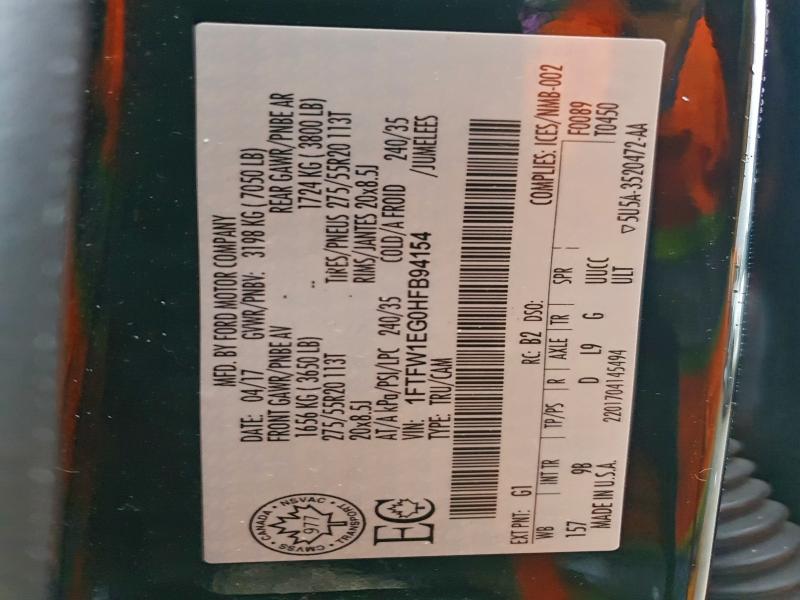 MFD. BY FORD MOTOR COMPANY
DATE: 04/17 GVWR/PNBV: 3198 KG ( 7050 LB)
FRONT GAWR/PNBE AV REAR GAWR/PNBE AR
1656 KG ( 3650 LB) 1724 KG ( 3800 LB)
275/55R20 113T TIRES/PNEUS 275/55R20 113T
20x8.5J RIMS/JANTES 20x8.5J
AT/A kPa/PSI/LPC 240/35 COLD/A FROID 240/35
VIN: 1FTFW1EG0HFB94154 /JUMELEES
TYPE: TRU/CAM
CMVSS CANADA • NSVAC • TRANSPORT
977
EC
COMPLIES: ICES/NMB-002
EXT PNT: G1 RC: B2 DSO: F0089
WB INT TR TP/PS R AXLE TR SPR T0450
157 9B D L9 G UUCC
MADE IN U.S.A. 2201704145494 ULT ▽5U5A-3520472-AA